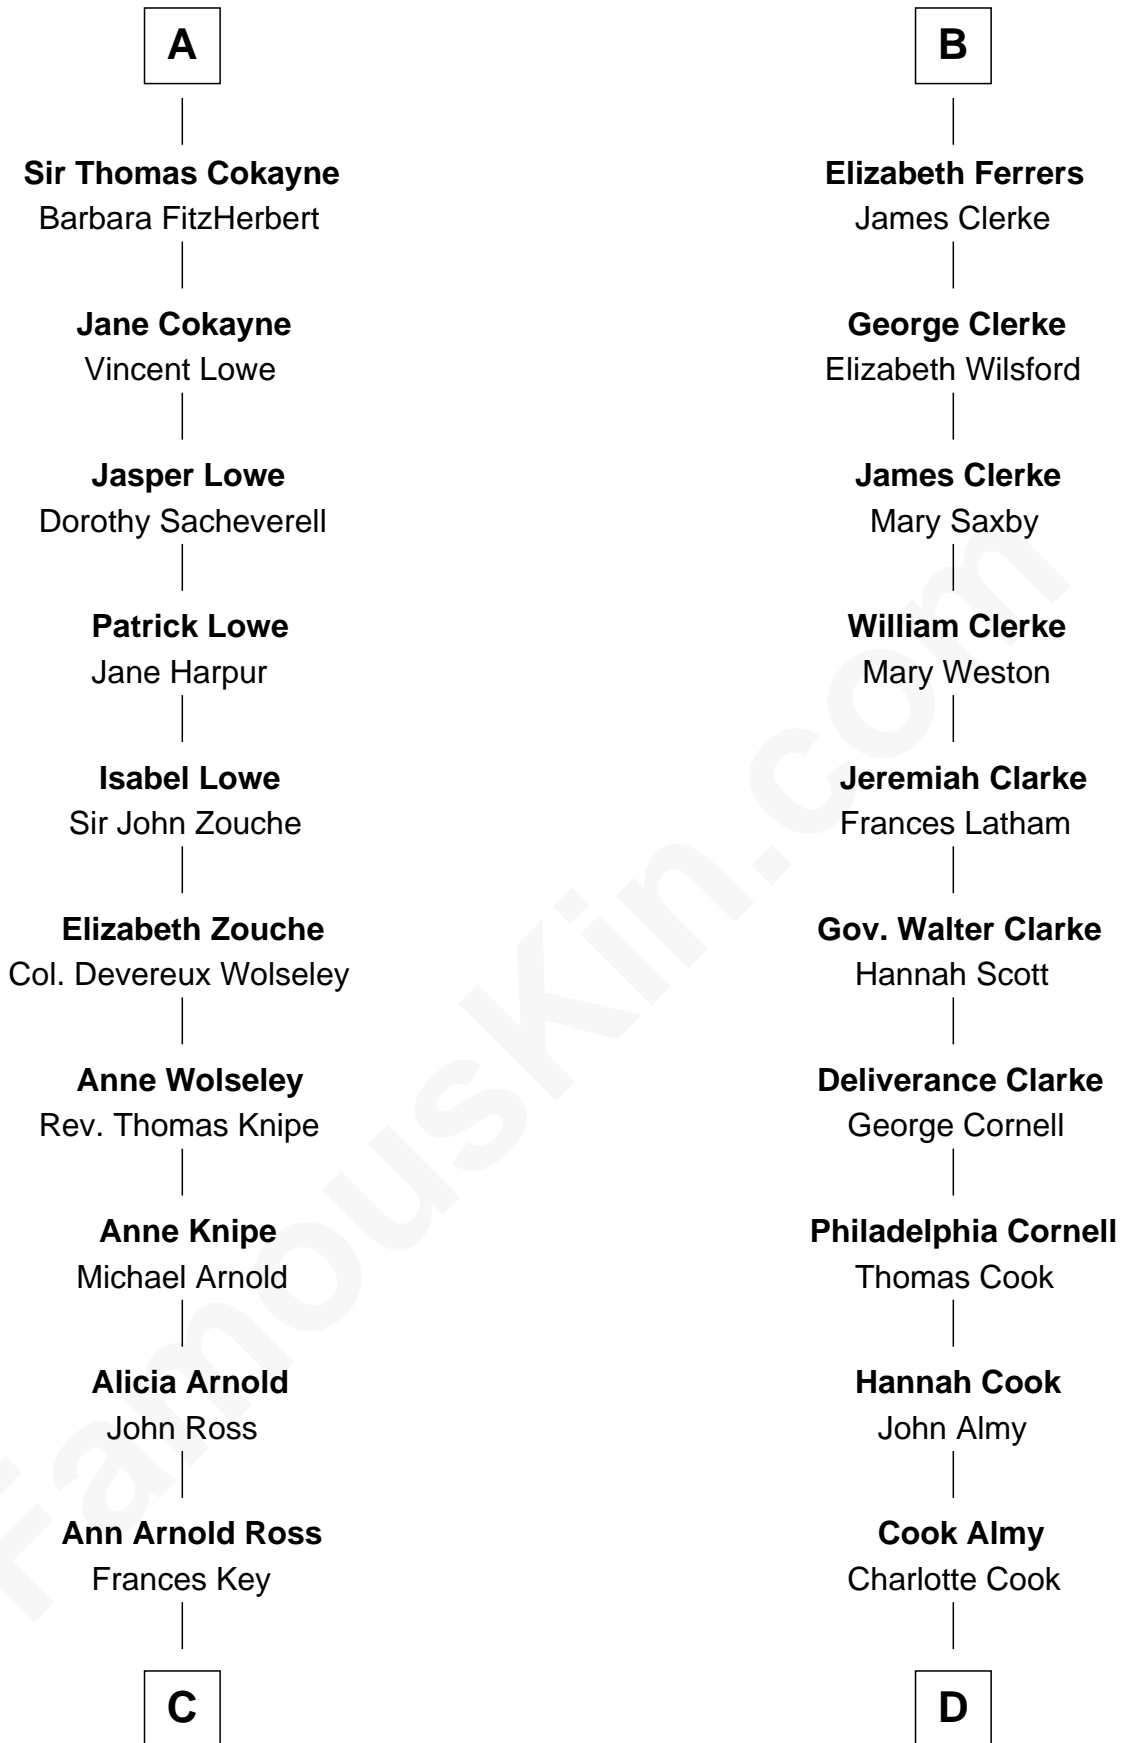 A
Sir Thomas Cokayne
Barbara FitzHerbert
Jane Cokayne
Vincent Lowe
Jasper Lowe
Dorothy Sacheverell
Patrick Lowe
Jane Harpur
Isabel Lowe
Sir John Zouche
Elizabeth Zouche
Col. Devereux Wolseley
Anne Wolseley
Rev. Thomas Knipe
Anne Knipe
Michael Arnold
Alicia Arnold
John Ross
Ann Arnold Ross
Frances Key
C
B
Elizabeth Ferrers
James Clerke
George Clerke
Elizabeth Wilsford
James Clerke
Mary Saxby
William Clerke
Mary Weston
Jeremiah Clarke
Frances Latham
Gov. Walter Clarke
Hannah Scott
Deliverance Clarke
George Cornell
Philadelphia Cornell
Thomas Cook
Hannah Cook
John Almy
Cook Almy
Charlotte Cook
D
FamousKin.com